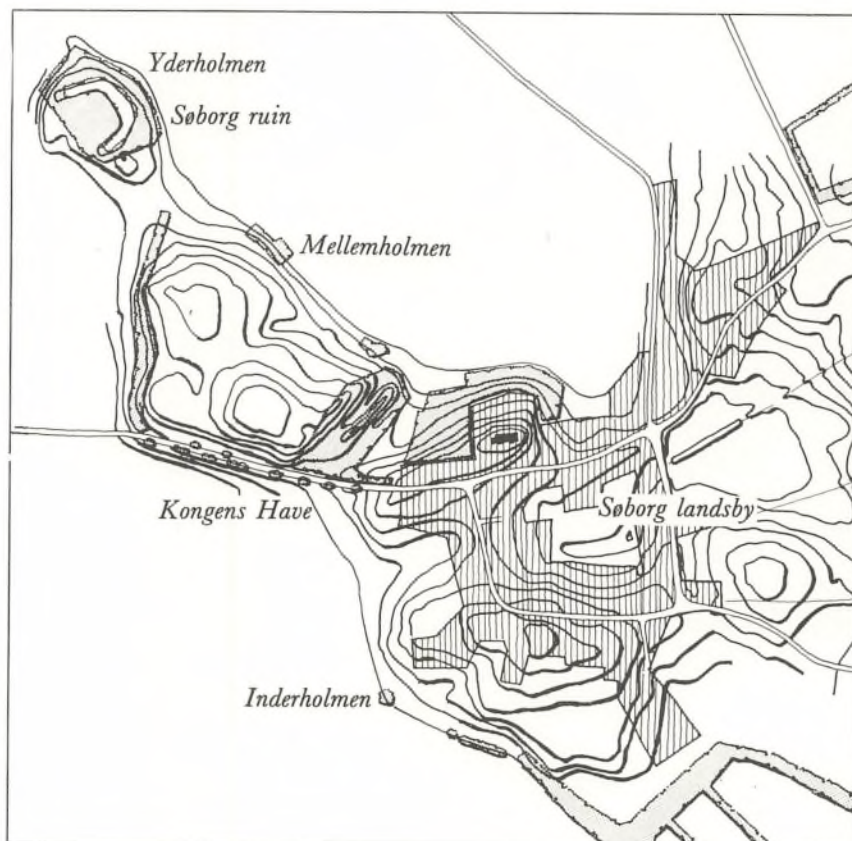 Yderholmen
Søborg ruin
Mellemholmen
Kongens Have
Søborg landsby
Inderholmen